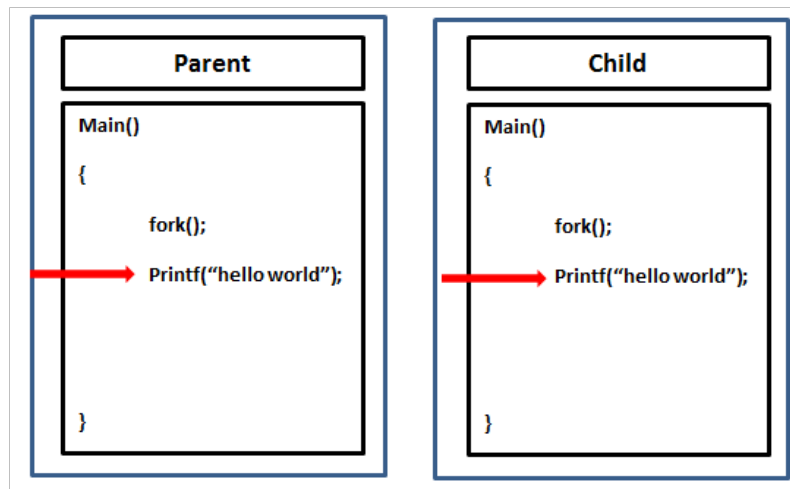 Parent
Main()
{
fork();
Printf(“hello world”);
}
Child
Main()
{
fork();
Printf(“hello world”);
}